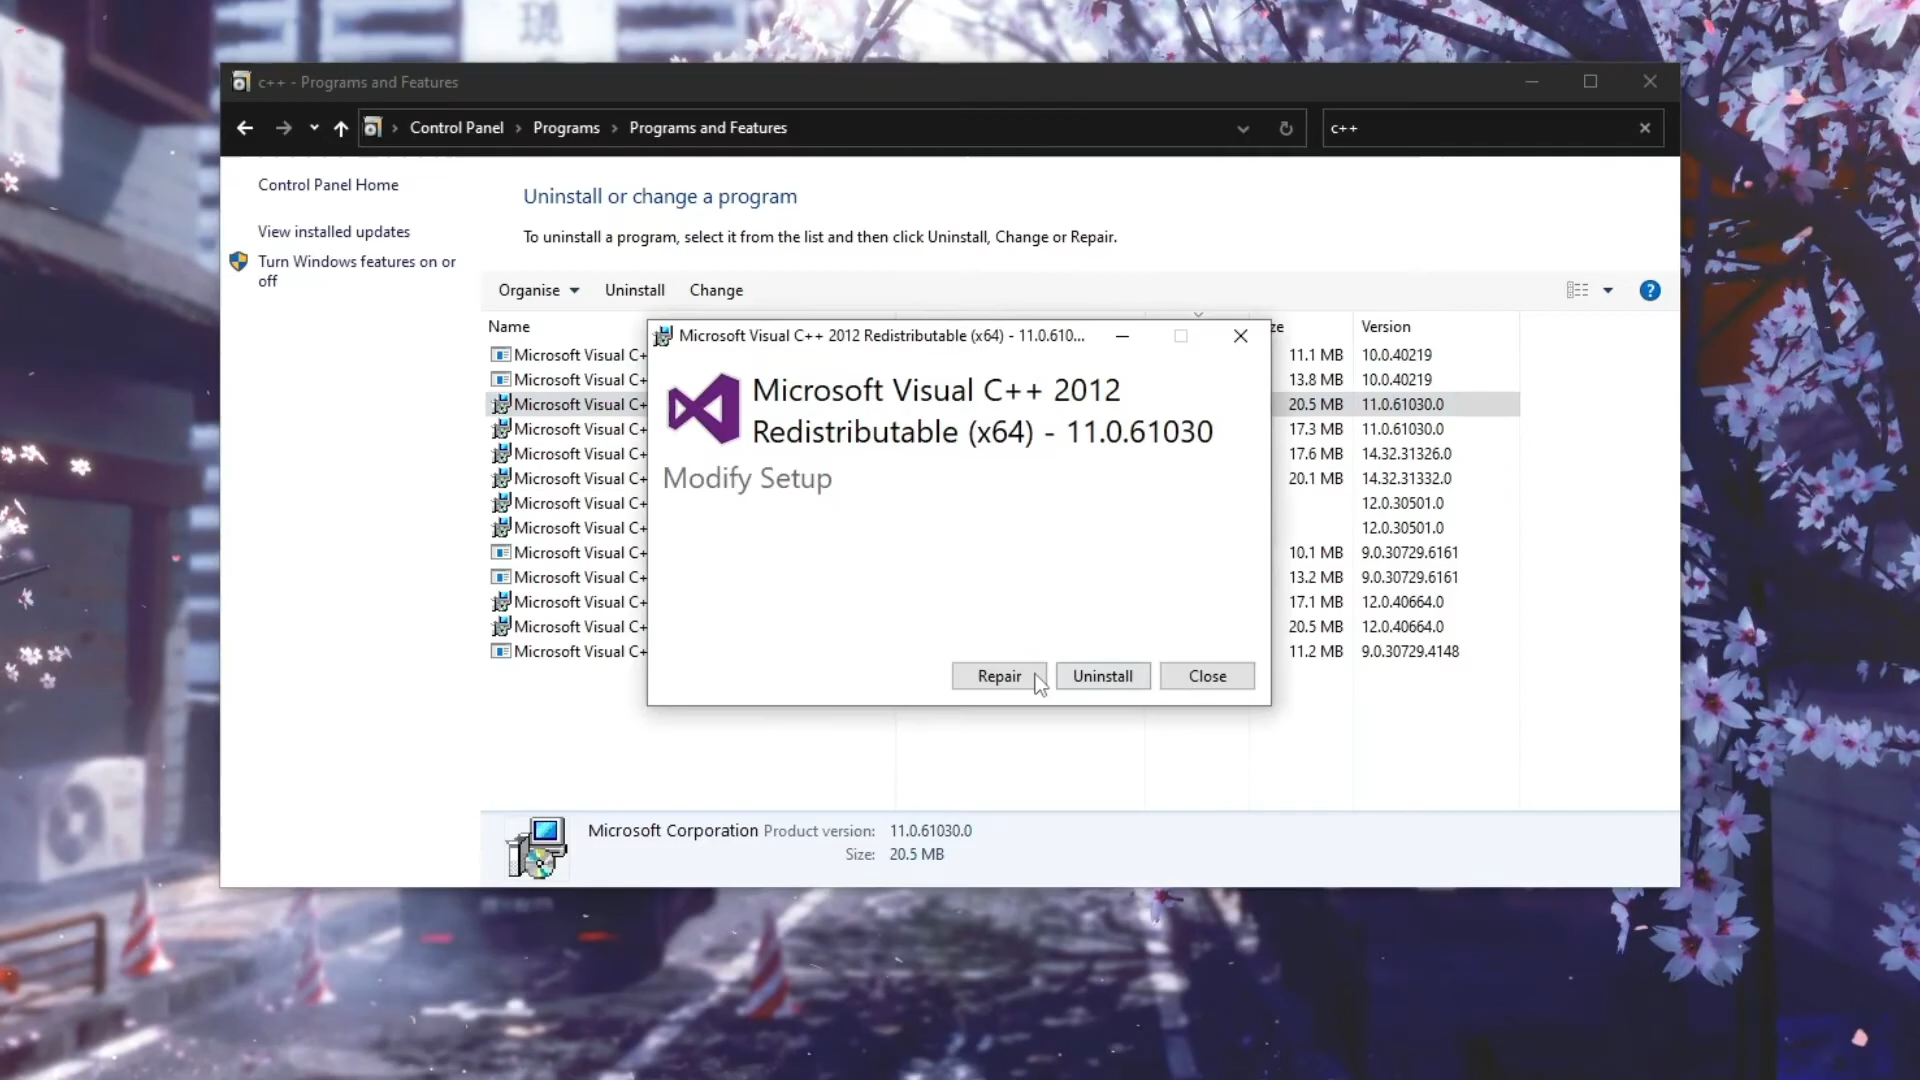 c++ - Programs and Features
Control Panel Programs Programs and Features
c++
Control Panel Home
View installed updates
Turn Windows features on or
off
Uninstall or change a program
To uninstall a program, select it from the list and then click Uninstall, Change or Repair.
Organise Uninstall Change
Name ze Version
Microsoft Visual C+ 11.1 MB 10.0.40219
Microsoft Visual C+ 13.8 MB 10.0.40219
Microsoft Visual C+ 20.5 MB 11.0.61030.0
Microsoft Visual C+ 17.3 MB 11.0.61030.0
Microsoft Visual C+ 17.6 MB 14.32.31326.0
Microsoft Visual C+ 20.1 MB 14.32.31332.0
Microsoft Visual C+ 12.0.30501.0
Microsoft Visual C+ 12.0.30501.0
Microsoft Visual C+ 10.1 MB 9.0.30729.6161
Microsoft Visual C+ 13.2 MB 9.0.30729.6161
Microsoft Visual C+ 17.1 MB 12.0.40664.0
Microsoft Visual C+ 20.5 MB 12.0.40664.0
Microsoft Visual C+ 11.2 MB 9.0.30729.4148
Microsoft Visual C++ 2012 Redistributable (x64) - 11.0.610...
Microsoft Visual C++ 2012
Redistributable (x64) - 11.0.61030
Modify Setup
Repair Uninstall Close
Microsoft Corporation Product version: 11.0.61030.0
Size: 20.5 MB